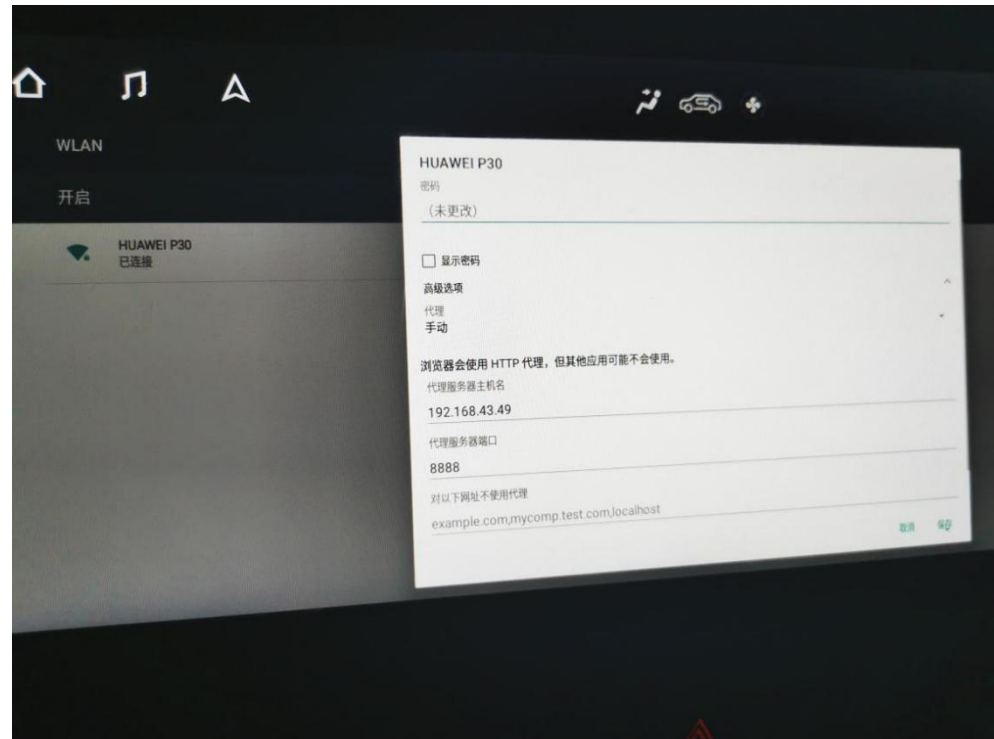 WLAN
开启
HUAWEI P30
已连接
HUAWEI P30
密码
（未更改）
显示密码
高级选项
代理
手动
浏览器会使用 HTTP 代理，但其他应用可能不会使用。
代理服务器主机名
192.168.43.49
代理服务器端口
8888
对以下网址不使用代理
example.com,mycomp.test.com,localhost
取消 保存